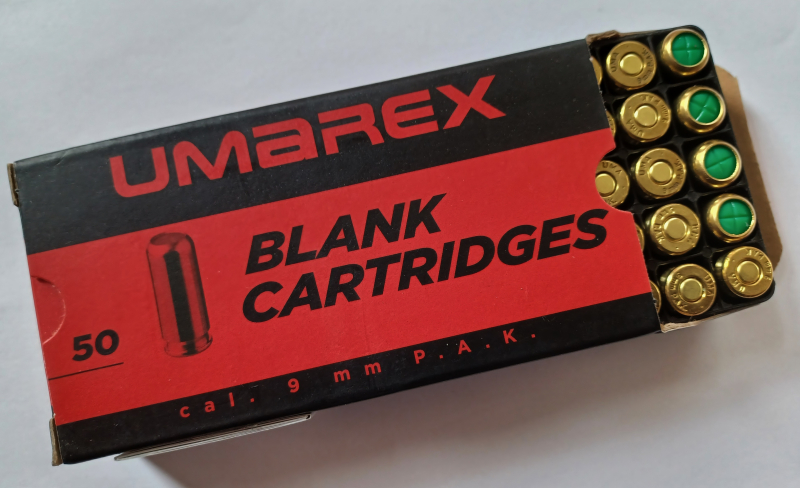 UMAREX
BLANK
CARTRIDGES
50
cal. 9 mm P.A.K.